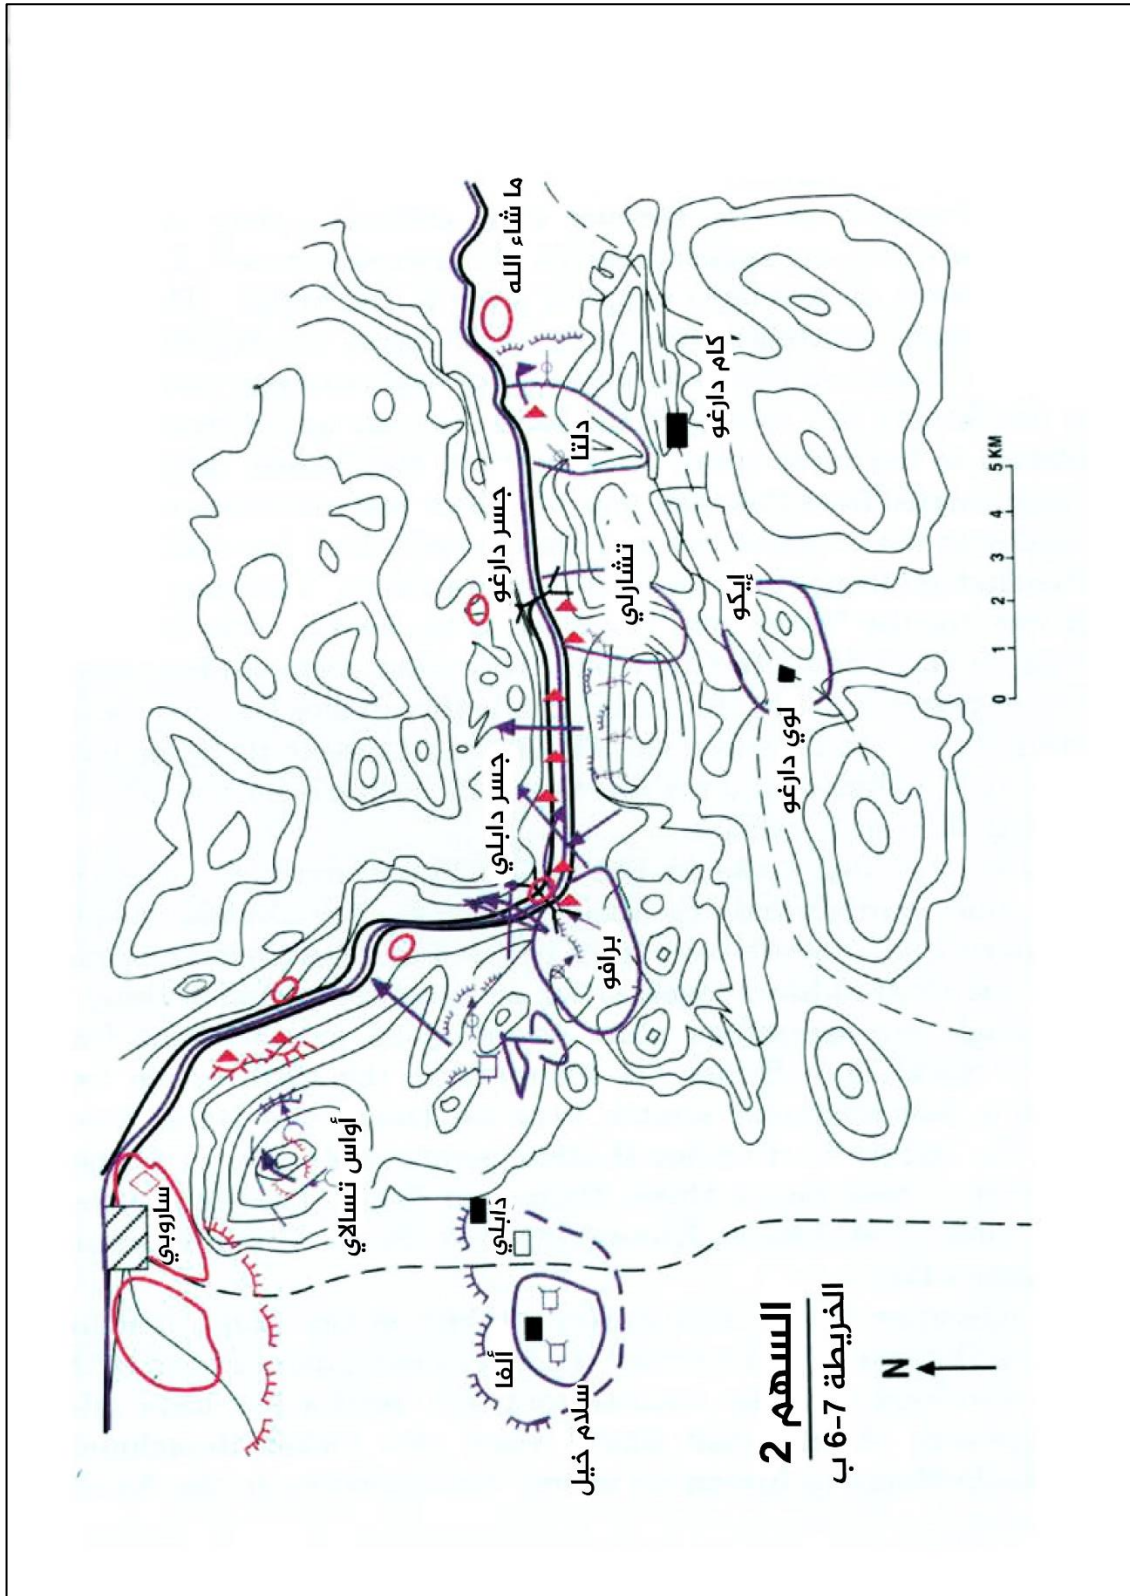 ما شاء الله
كام دارغو
دلتا
جسر دارغو
تشارلي
إيكو
لوي دارغو
جسر دابلي
برافو
أواس تسالاي
ساروبي
دابلي
ألفا
سلام خيل
0 1 2 3 4 5 KM
السهم 2
الخريطة 7-6 ب
N